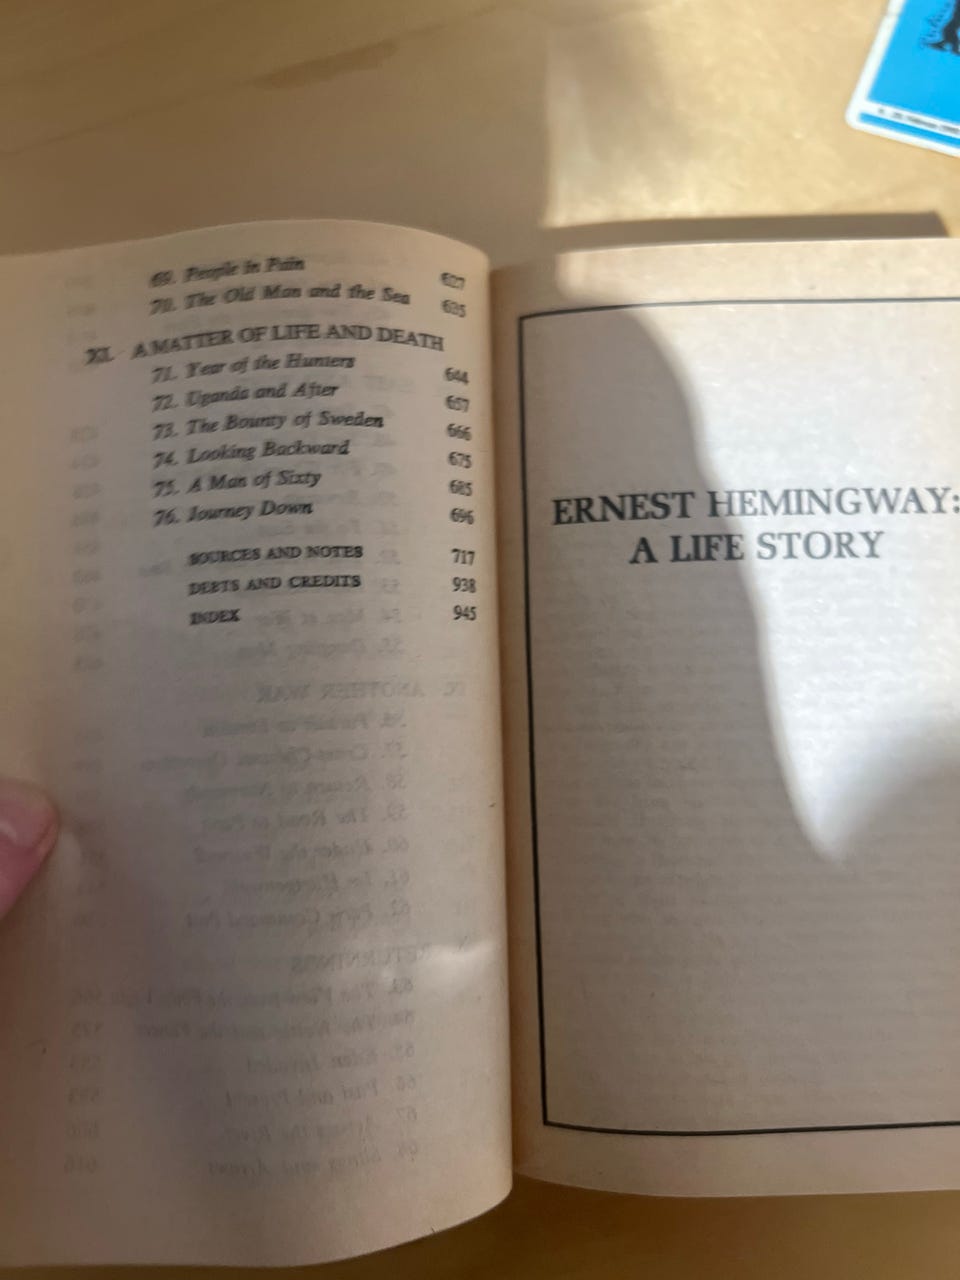 69. People in Pain 627
70. The Old Man and the Sea 635
XI. A MATTER OF LIFE AND DEATH
71. Year of the Hunters 644
72. Uganda and After 657
73. The Bounty of Sweden 666
74. Looking Backward 675
75. A Man of Sixty 685
76. Journey Down 696
SOURCES AND NOTES 717
DEBTS AND CREDITS 938
INDEX 945
ERNEST HEMINGWAY:
A LIFE STORY